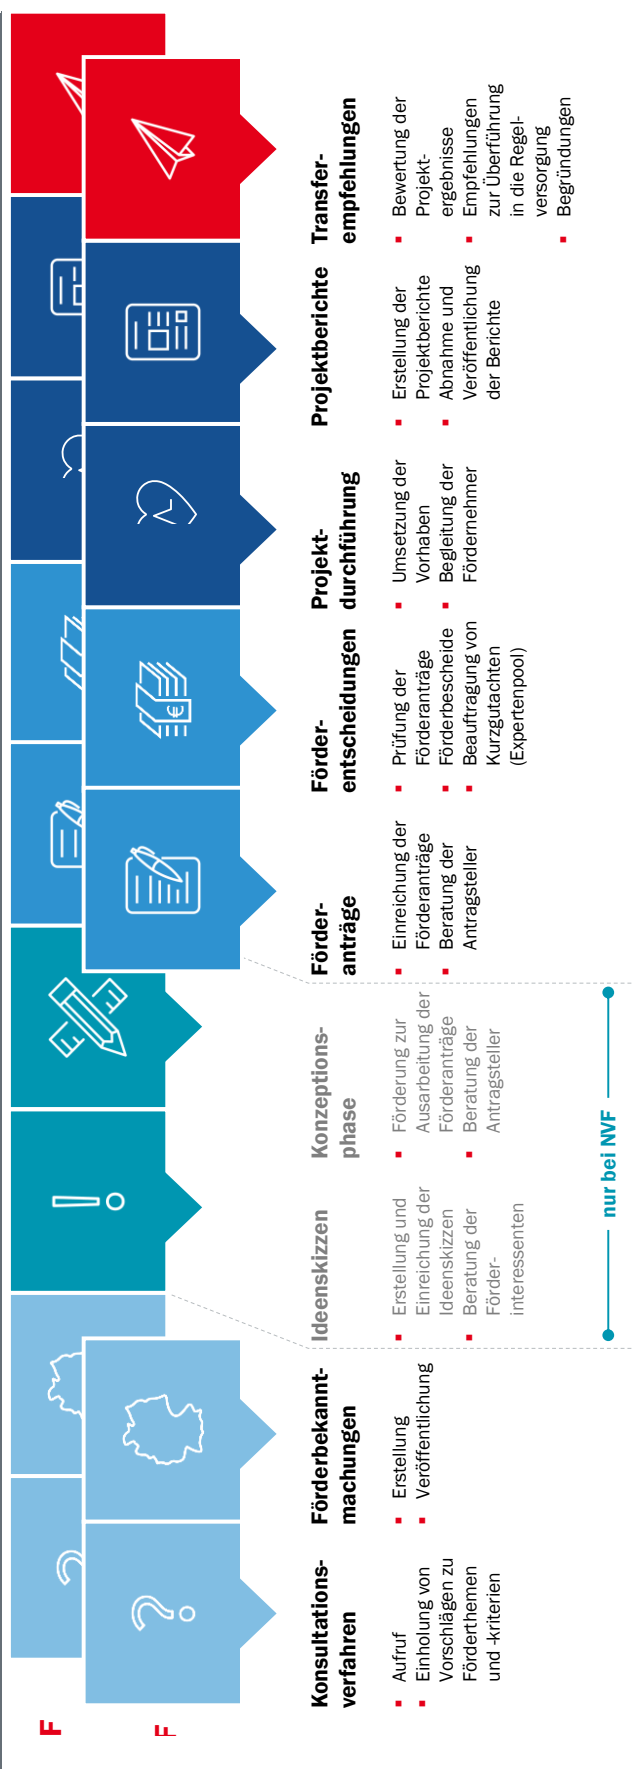 F
F
Konsultations-
verfahren
▪ Aufruf
▪ Einholung von
Vorschlägen zu
Förderthemen
und -kriterien
Förderbekannt-
machungen
▪ Erstellung
▪ Veröffentlichung
Ideenskizzen
▪ Erstellung und
Einreichung der
Ideenskizzen
▪ Beratung der
Förder-
interessenten
Konzeptions-
phase
▪ Förderung zur
Ausarbeitung der
Förderanträge
▪ Beratung der
Antragsteller
nur bei NVF
Förder-
anträge
▪ Einreichung der
Förderanträge
▪ Beratung der
Antragsteller
Förder-
entscheidungen
▪ Prüfung der
Förderanträge
▪ Förderbescheide
▪ Beauftragung von
Kurzgutachten
(Expertenpool)
Projekt-
durchführung
▪ Umsetzung der
Vorhaben
▪ Begleitung der
Fördernehmer
Projektberichte
▪ Erstellung der
Projektberichte
▪ Abnahme und
Veröffentlichung
der Berichte
Transfer-
empfehlungen
▪ Bewertung der
Projekt-
ergebnisse
▪ Empfehlungen
zur Überführung
in die Regel-
versorgung
▪ Begründungen